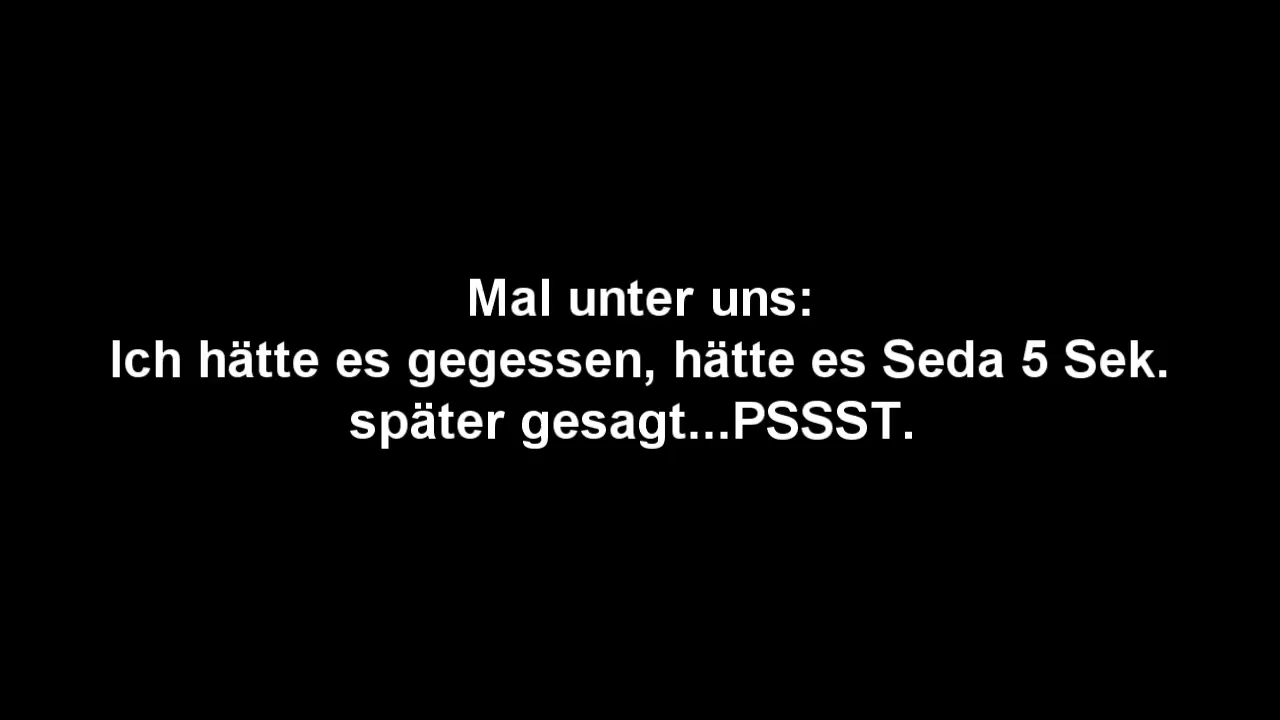 Mal unter uns:
Ich hätte es gegessen, hätte es Seda 5 Sek.
später gesagt...PSSST.